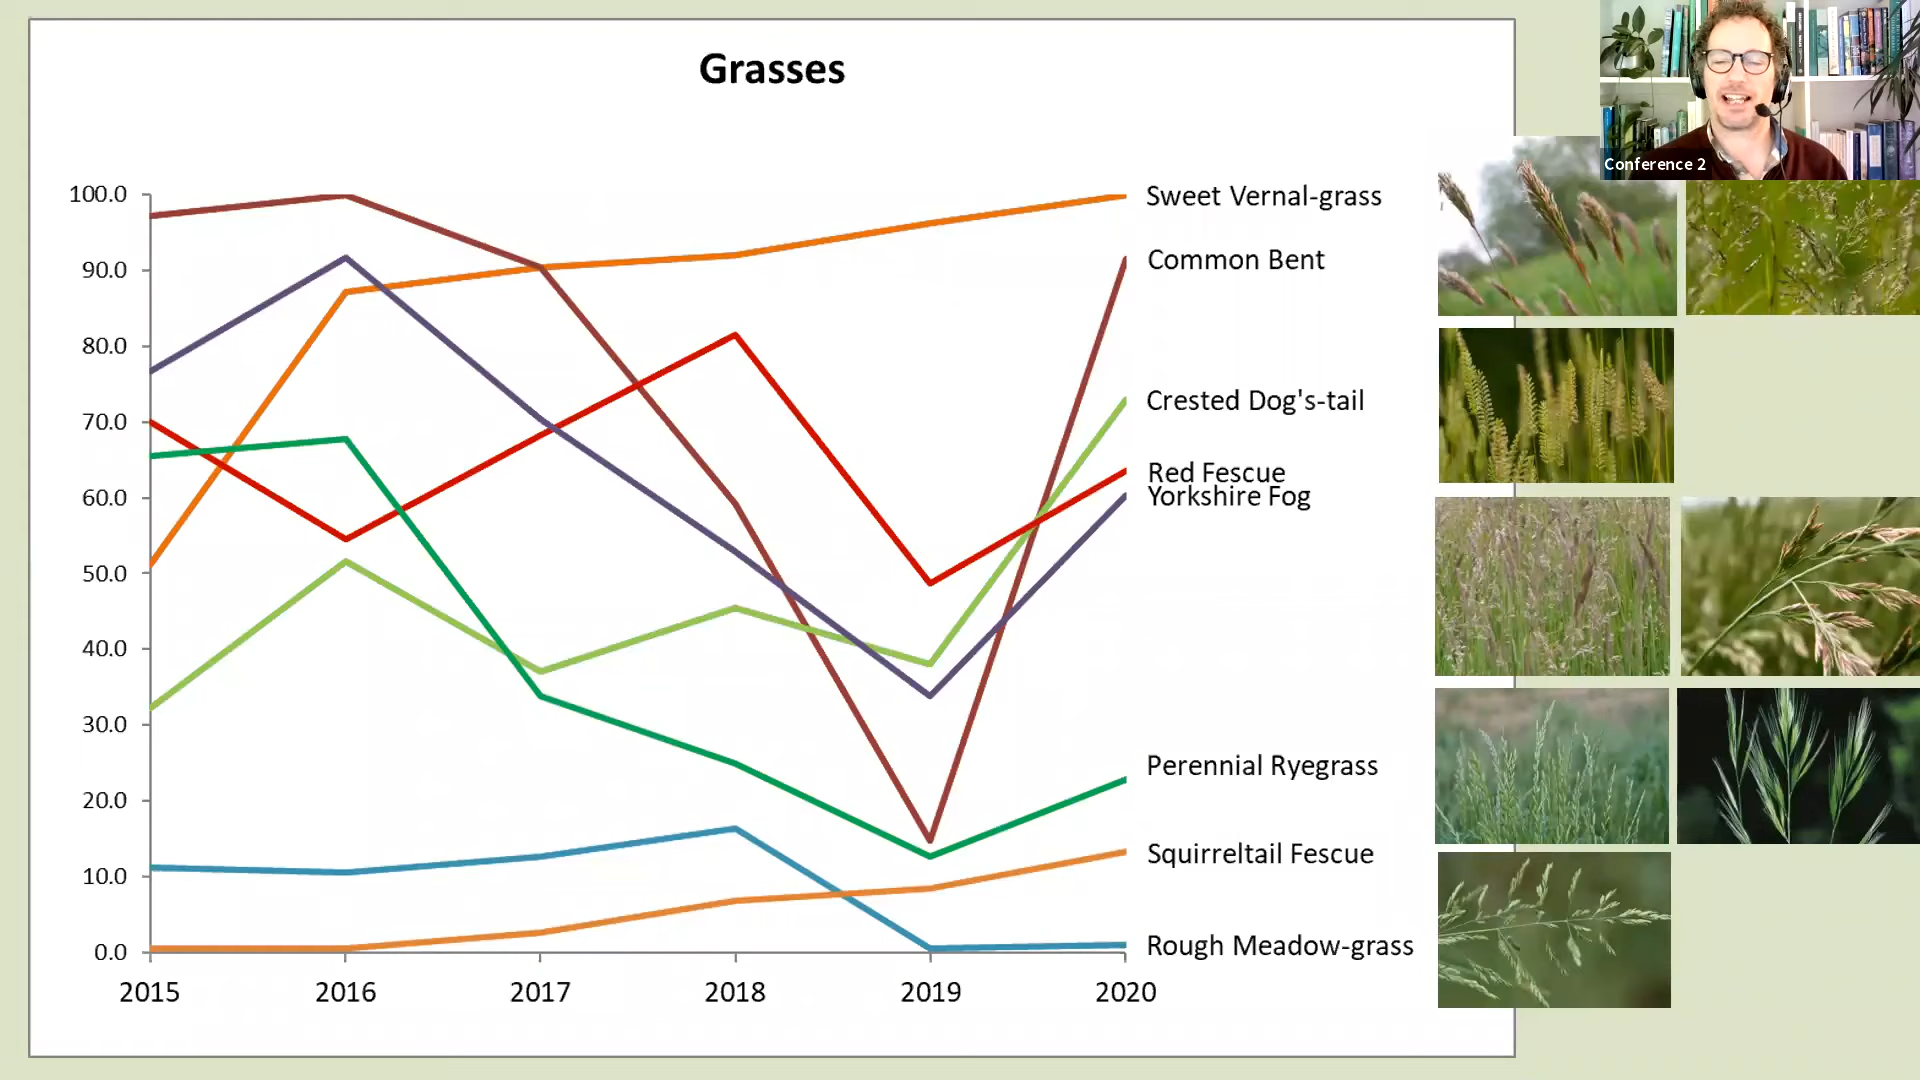 Grasses
Conference 2
100.0
90.0
80.0
70.0
60.0
50.0
40.0
30.0
20.0
10.0
0.0
Sweet Vernal-grass
Common Bent
Crested Dog's-tail
Red Fescue
Yorkshire Fog
Perennial Ryegrass
Squirreltail Fescue
Rough Meadow-grass
2015 2016 2017 2018 2019 2020